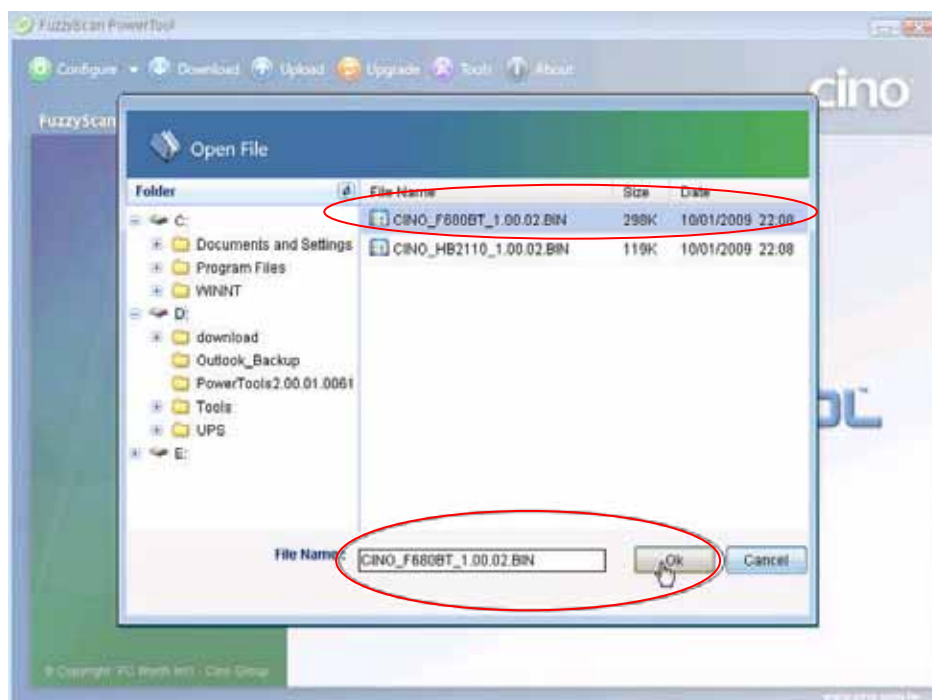 FuzzyScan PowerTool
Configure Download Upload Upgrade Tools About
cino
FuzzyScan
Open File
Folder File Name Size Date
C:
CINO_F680BT_1.00.02.BIN 298K 10/01/2009 22:08
Documents and Settings
CINO_HB2110_1.00.02.BIN 119K 10/01/2009 22:08
Program Files
WINNT
D:
download
Outlook_Backup
PowerTools2.00.01.0061
Tools
UPS
E:
File Name: CINO_F680BT_1.00.02.BIN Ok Cancel